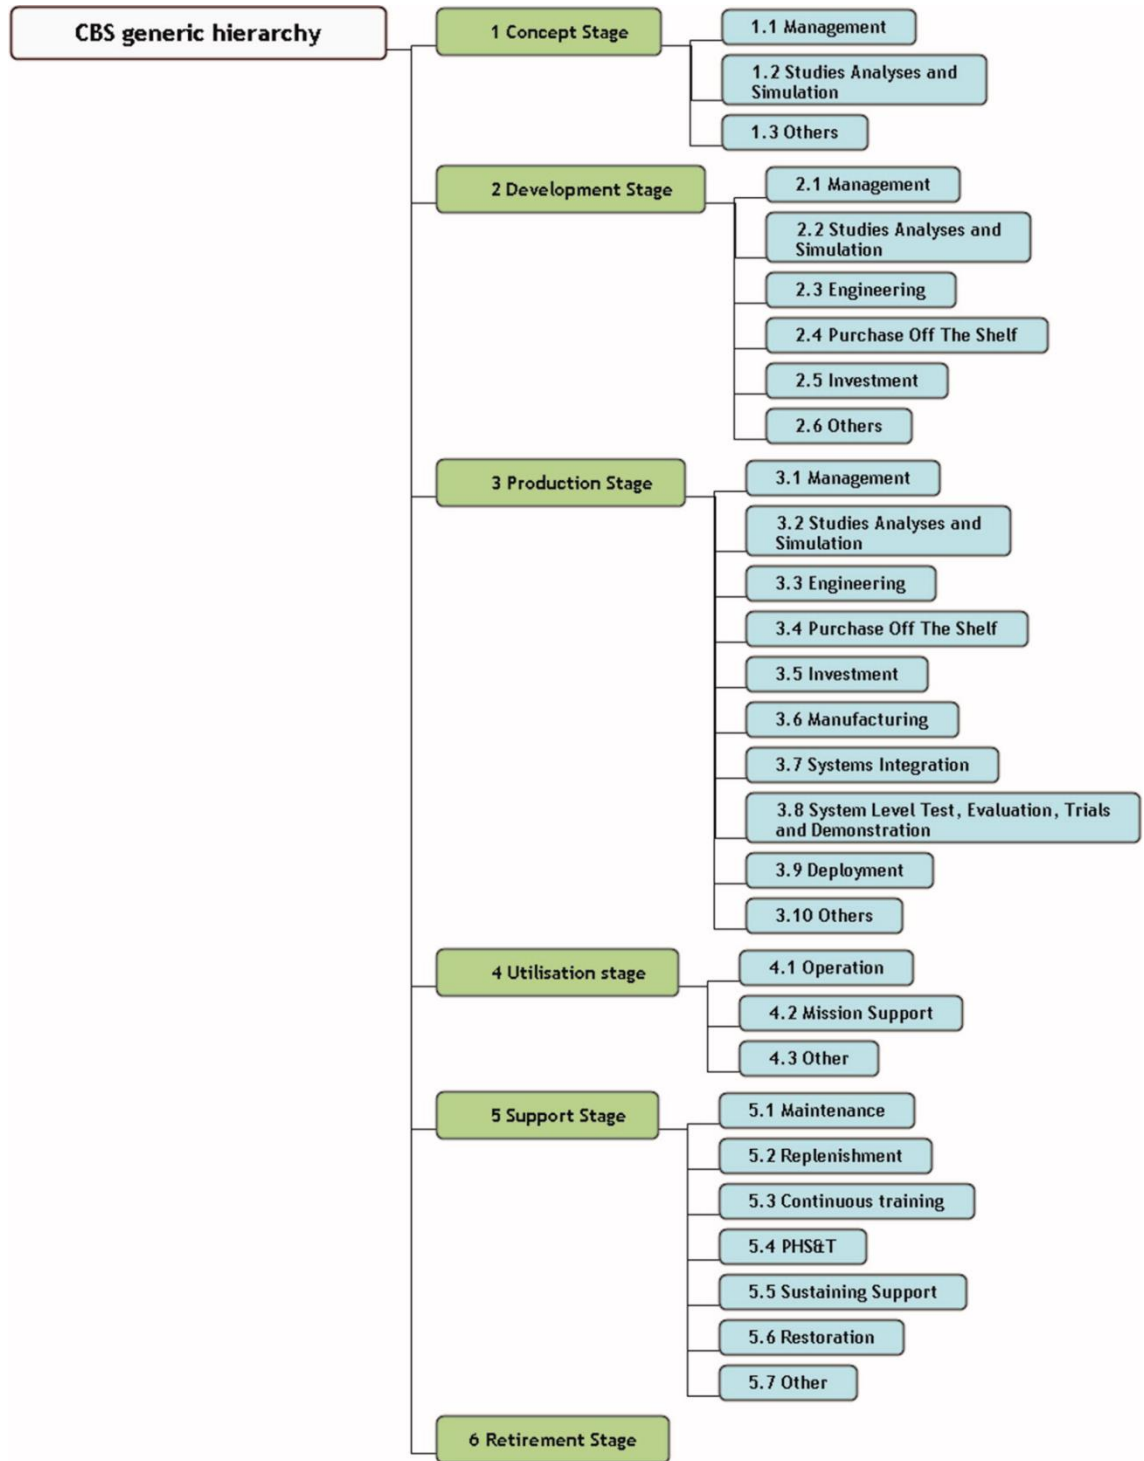 CBS generic hierarchy
1 Concept Stage
1.1 Management
1.2 Studies Analyses and
Simulation
1.3 Others
2 Development Stage
2.1 Management
2.2 Studies Analyses and
Simulation
2.3 Engineering
2.4 Purchase Off The Shelf
2.5 Investment
2.6 Others
3 Production Stage
3.1 Management
3.2 Studies Analyses and
Simulation
3.3 Engineering
3.4 Purchase Off The Shelf
3.5 Investment
3.6 Manufacturing
3.7 Systems Integration
3.8 System Level Test, Evaluation, Trials
and Demonstration
3.9 Deployment
3.10 Others
4 Utilisation stage
4.1 Operation
4.2 Mission Support
4.3 Other
5 Support Stage
5.1 Maintenance
5.2 Replenishment
5.3 Continuous training
5.4 PHS&T
5.5 Sustaining Support
5.6 Restoration
5.7 Other
6 Retirement Stage